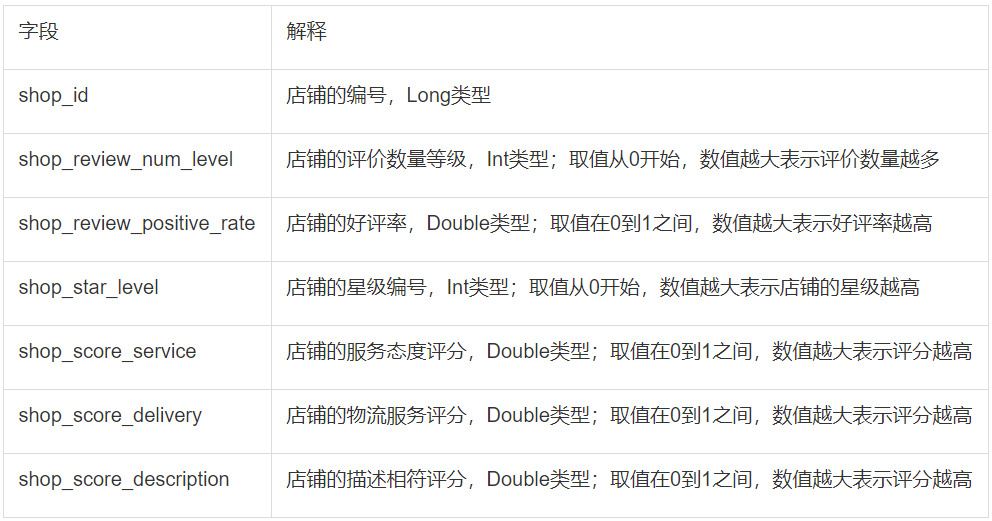 字段 解释
shop_id 店铺的编号，Long类型
shop_review_num_level 店铺的评价数量等级，Int类型；取值从0开始，数值越大表示评价数量越多
shop_review_positive_rate 店铺的好评率，Double类型；取值在0到1之间，数值越大表示好评率越高
shop_star_level 店铺的星级编号，Int类型；取值从0开始，数值越大表示店铺的星级越高
shop_score_service 店铺的服务态度评分，Double类型；取值在0到1之间，数值越大表示评分越高
shop_score_delivery 店铺的物流服务评分，Double类型；取值在0到1之间，数值越大表示评分越高
shop_score_description 店铺的描述相符评分，Double类型；取值在0到1之间，数值越大表示评分越高